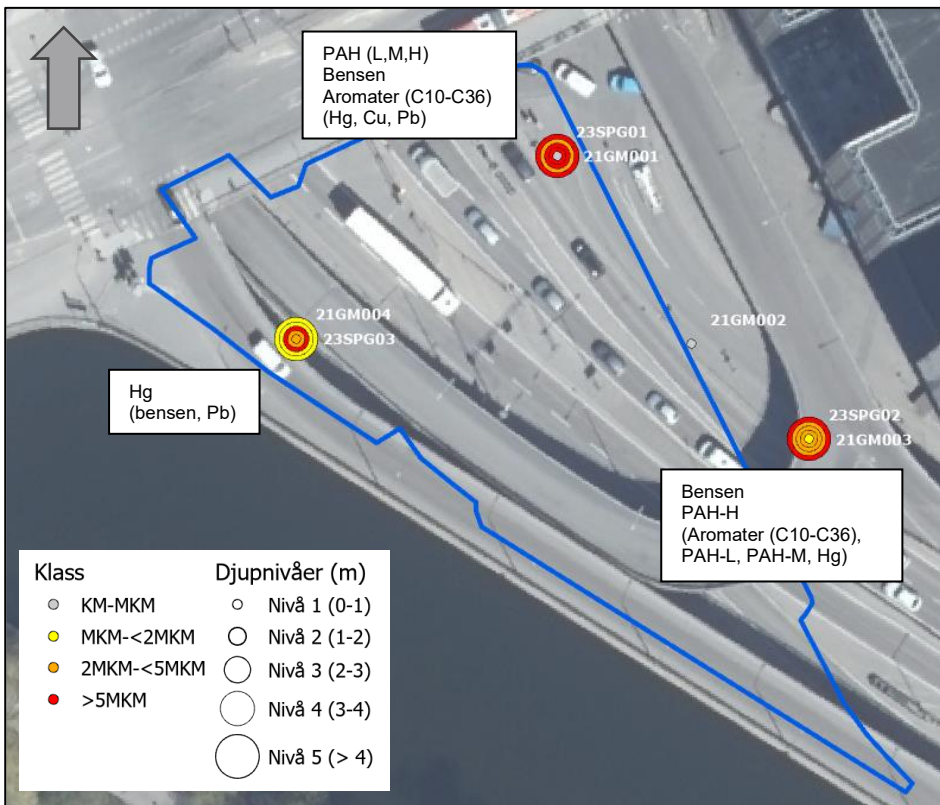 PAH (L,M,H)
Bensen
Aromater (C10-C36)
(Hg, Cu, Pb)
23SPG01
21GM001
21GM004
23SPG03
21GM002
Hg
(bensen, Pb)
23SPG02
21GM003
Bensen
PAH-H
(Aromater (C10-C36),
PAH-L, PAH-M, Hg)
Klass
KM-MKM
MKM-<2MKM
2MKM-<5MKM
>5MKM
Djupnivåer (m)
Nivå 1 (0-1)
Nivå 2 (1-2)
Nivå 3 (2-3)
Nivå 4 (3-4)
Nivå 5 (> 4)